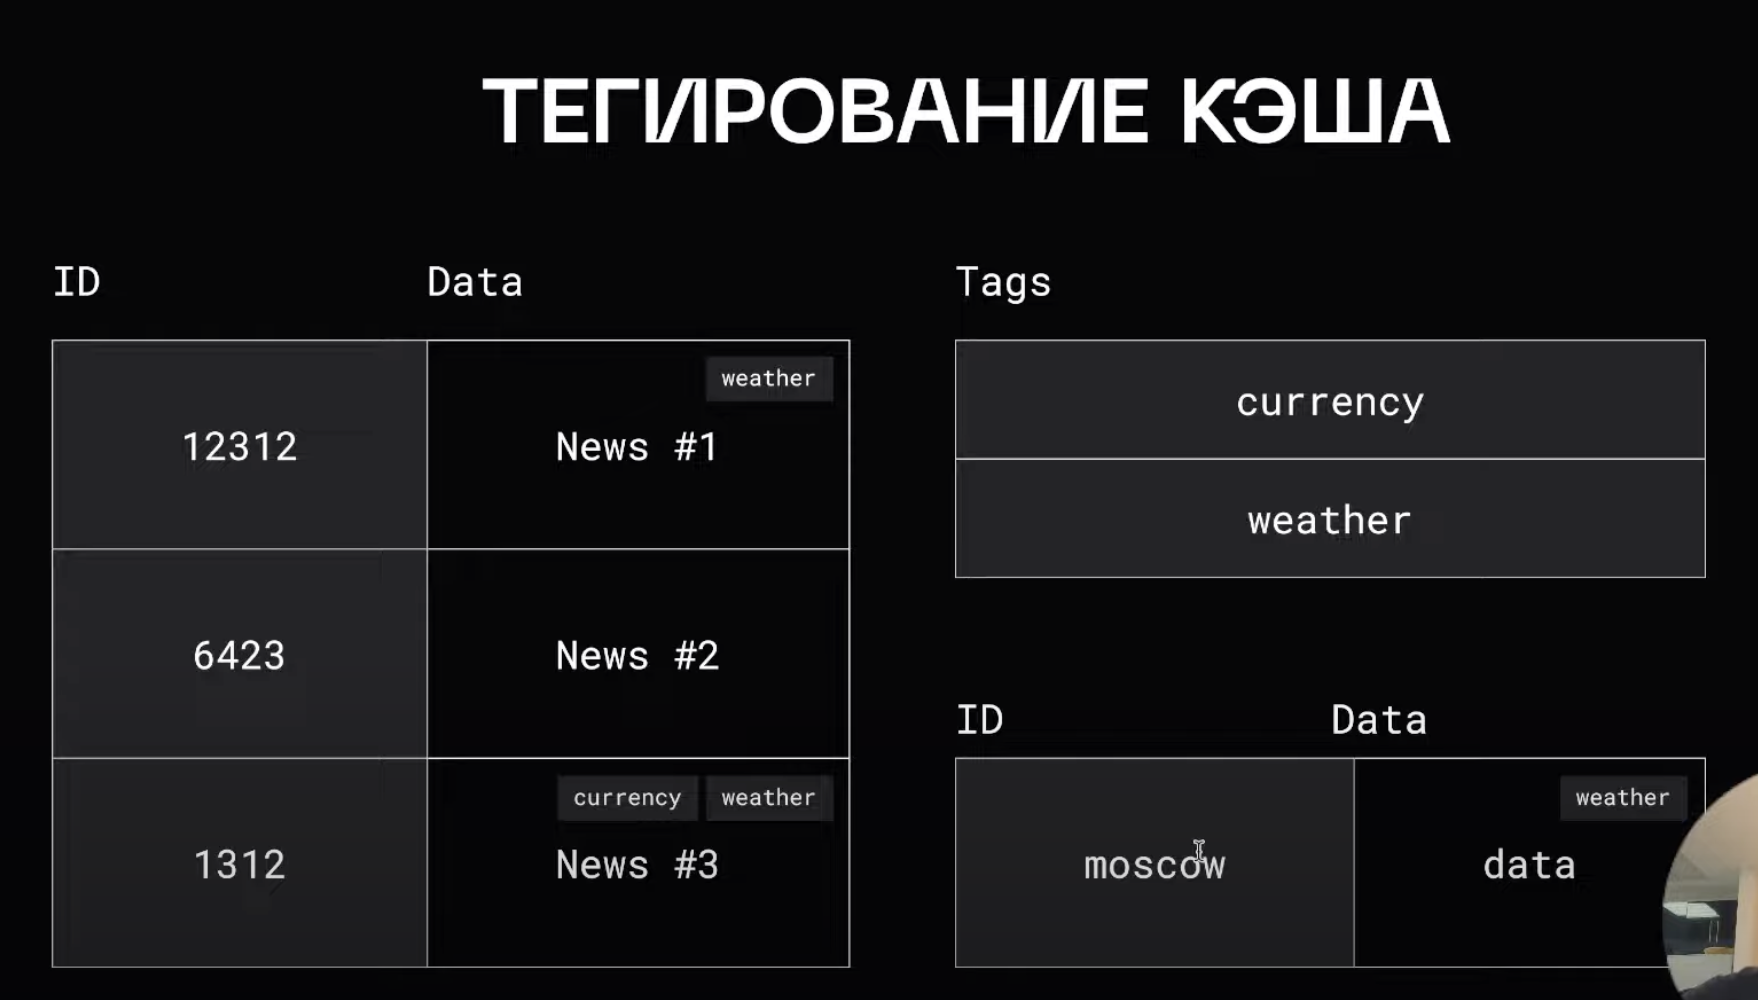 ТЕГИРОВАНИЕ КЭША
ID Data
weather
12312 News #1
6423 News #2
currency weather
1312 News #3
Tags
currency
weather
ID Data
weather
moscow data